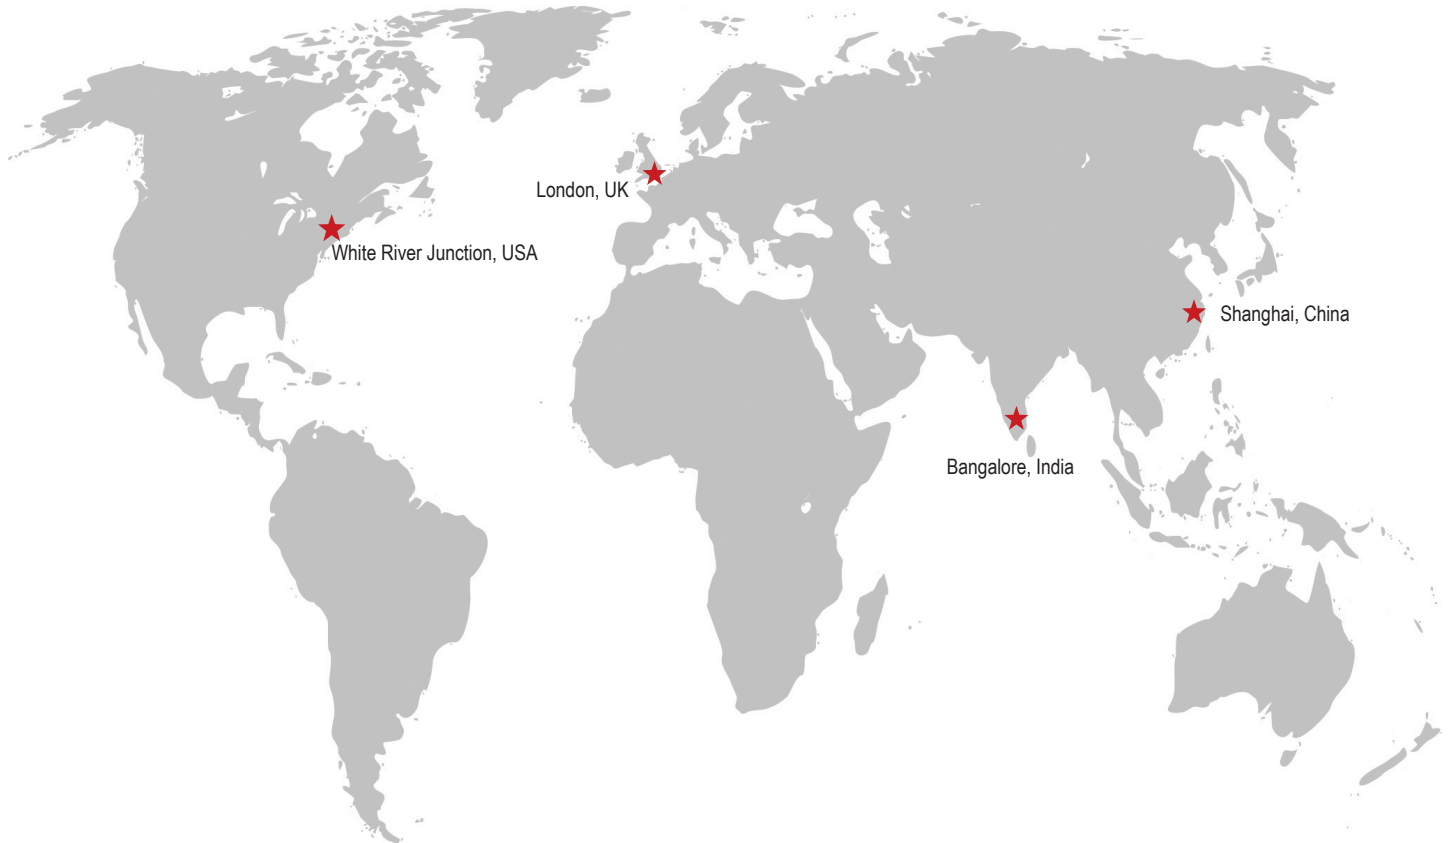 London, UK
White River Junction, USA
Shanghai, China
Bangalore, India